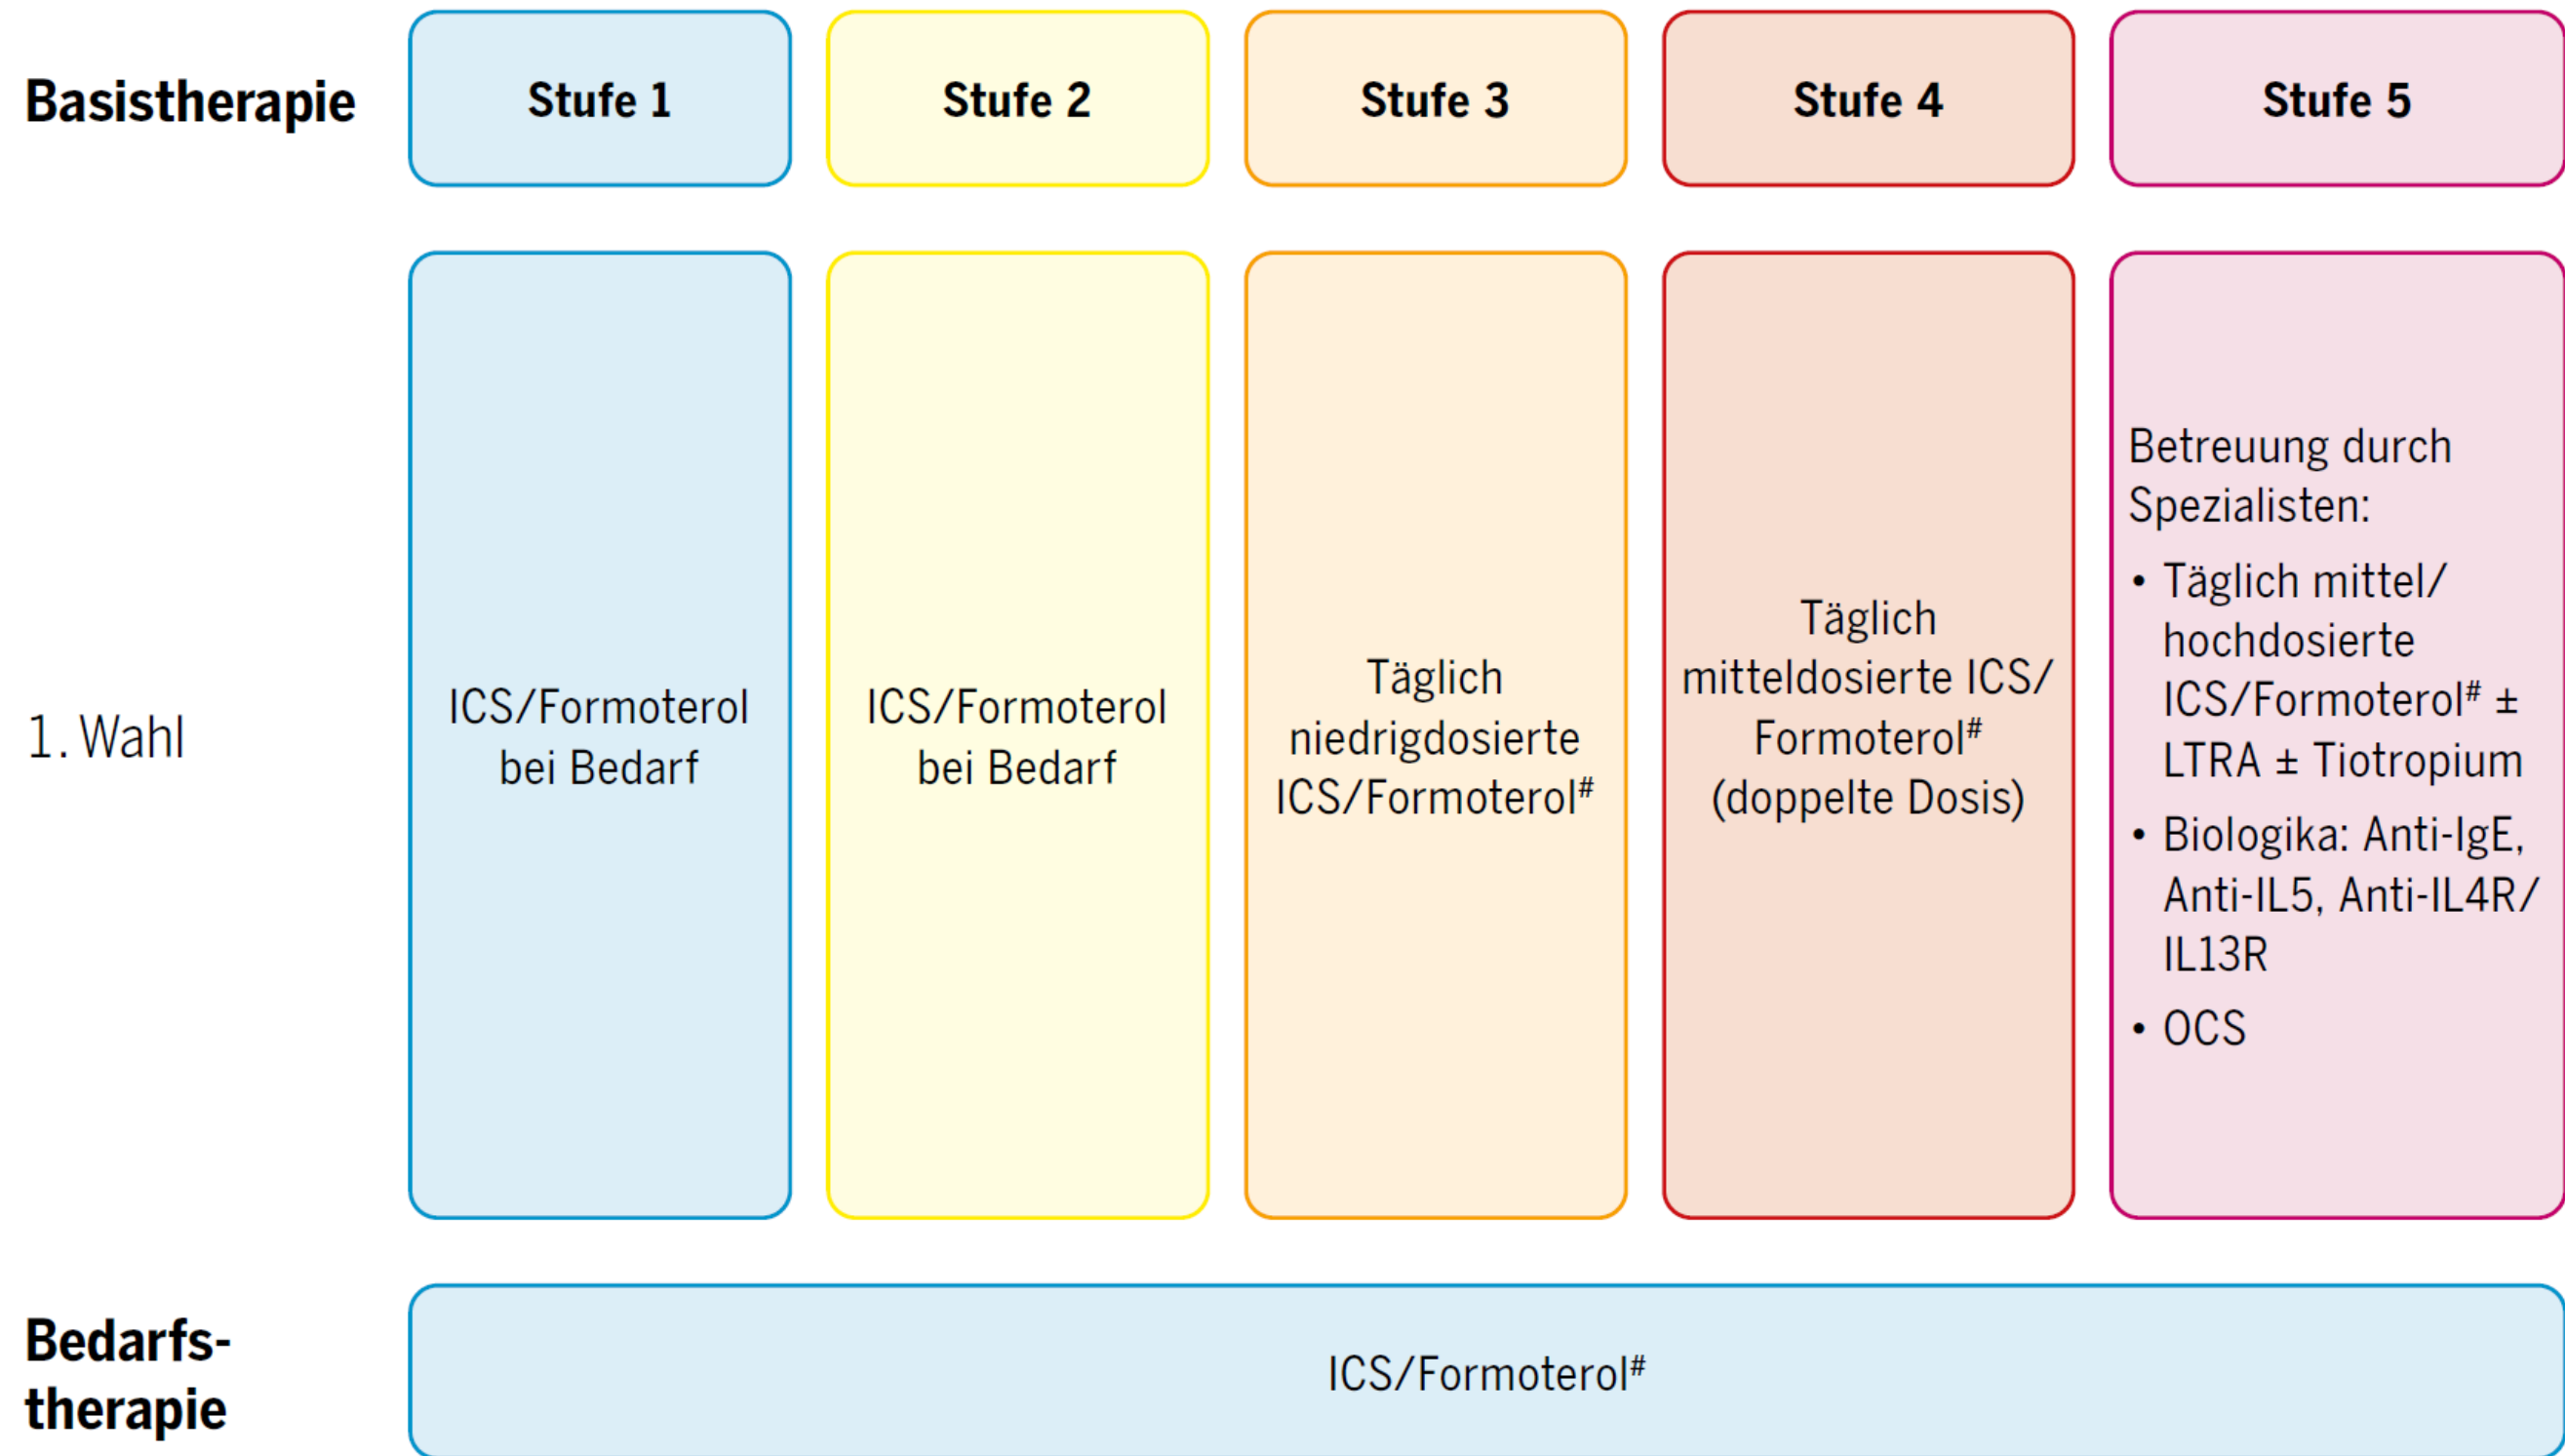 Basistherapie
Stufe 1
Stufe 2
Stufe 3
Stufe 4
Stufe 5
1. Wahl
ICS/Formoterol
bei Bedarf
ICS/Formoterol
bei Bedarf
Täglich
niedrigdosierte
ICS/Formoterol#
Täglich
mitteldosierte ICS/
Formoterol#
(doppelte Dosis)
Betreuung durch
Spezialisten:
• Täglich mittel/
hochdosierte
ICS/Formoterol# ±
LTRA ± Tiotropium
• Biologika: Anti-IgE,
Anti-IL5, Anti-IL4R/
IL13R
• OCS
Bedarfs-
therapie
ICS/Formoterol#